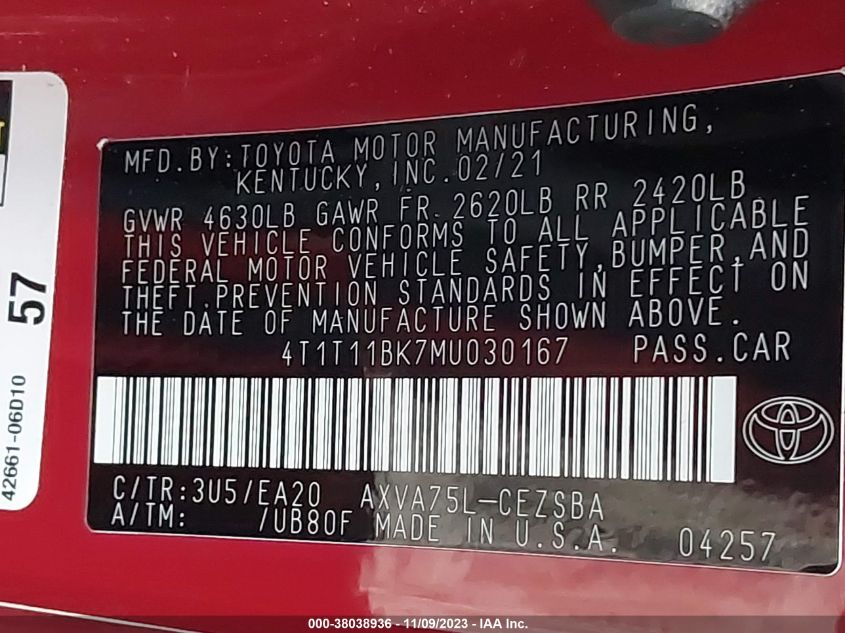 57
42661-06D10
MFD.BY:TOYOTA MOTOR MANUFACTURING,
KENTUCKY,INC.02/21
GVWR 4630LB GAWR FR 2620LB RR 2420LB
THIS VEHICLE CONFORMS TO ALL APPLICABLE
FEDERAL MOTOR VEHICLE SAFETY,BUMPER,AND
THEFT PREVENTION STANDARDS IN EFFECT ON
THE DATE OF MANUFACTURE SHOWN ABOVE.
4T1T11BK7MU030167 PASS.CAR
C/TR:3U5/EA20 AXVA75L-CEZSBA
A/TM: /UB80F MADE IN U.S.A. 04257
000-38038936 - 11/09/2023 - IAA Inc.